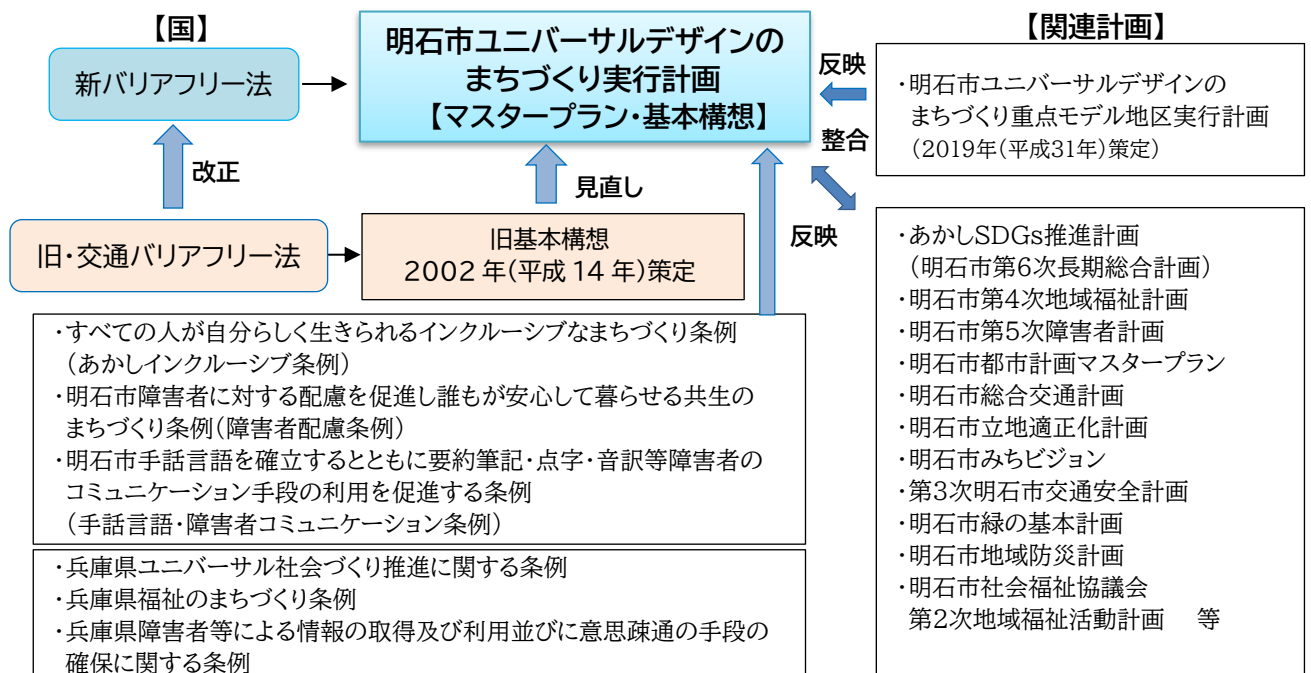 【国】
新バリアフリー法
改正
旧・交通バリアフリー法
明石市ユニバーサルデザインの
まちづくり実行計画
【マスタープラン・基本構想】
見直し
旧基本構想
2002年(平成14年)策定
反映
整合
反映
【関連計画】
・明石市ユニバーサルデザインの
まちづくり重点モデル地区実行計画
(2019年(平成31年)策定)
・あかしSDGs推進計画
(明石市第6次長期総合計画)
・明石市第4次地域福祉計画
・明石市第5次障害者計画
・明石市都市計画マスタープラン
・明石市総合交通計画
・明石市立地適正化計画
・明石市みちビジョン
・第3次明石市交通安全計画
・明石市緑の基本計画
・明石市地域防災計画
・明石市社会福祉協議会
第2次地域福祉活動計画 等
・すべての人が自分らしく生きられるインクルーシブなまちづくり条例
(あかしインクルーシブ条例)
・明石市障害者に対する配慮を促進し誰もが安心して暮らせる共生の
まちづくり条例(障害者配慮条例)
・明石市手話言語を確立するとともに要約筆記・点字・音訳等障害者の
コミュニケーション手段の利用を促進する条例
(手話言語・障害者コミュニケーション条例)
・兵庫県ユニバーサル社会づくり推進に関する条例
・兵庫県福祉のまちづくり条例
・兵庫県障害者等による情報の取得及び利用並びに意思疎通の手段の
確保に関する条例